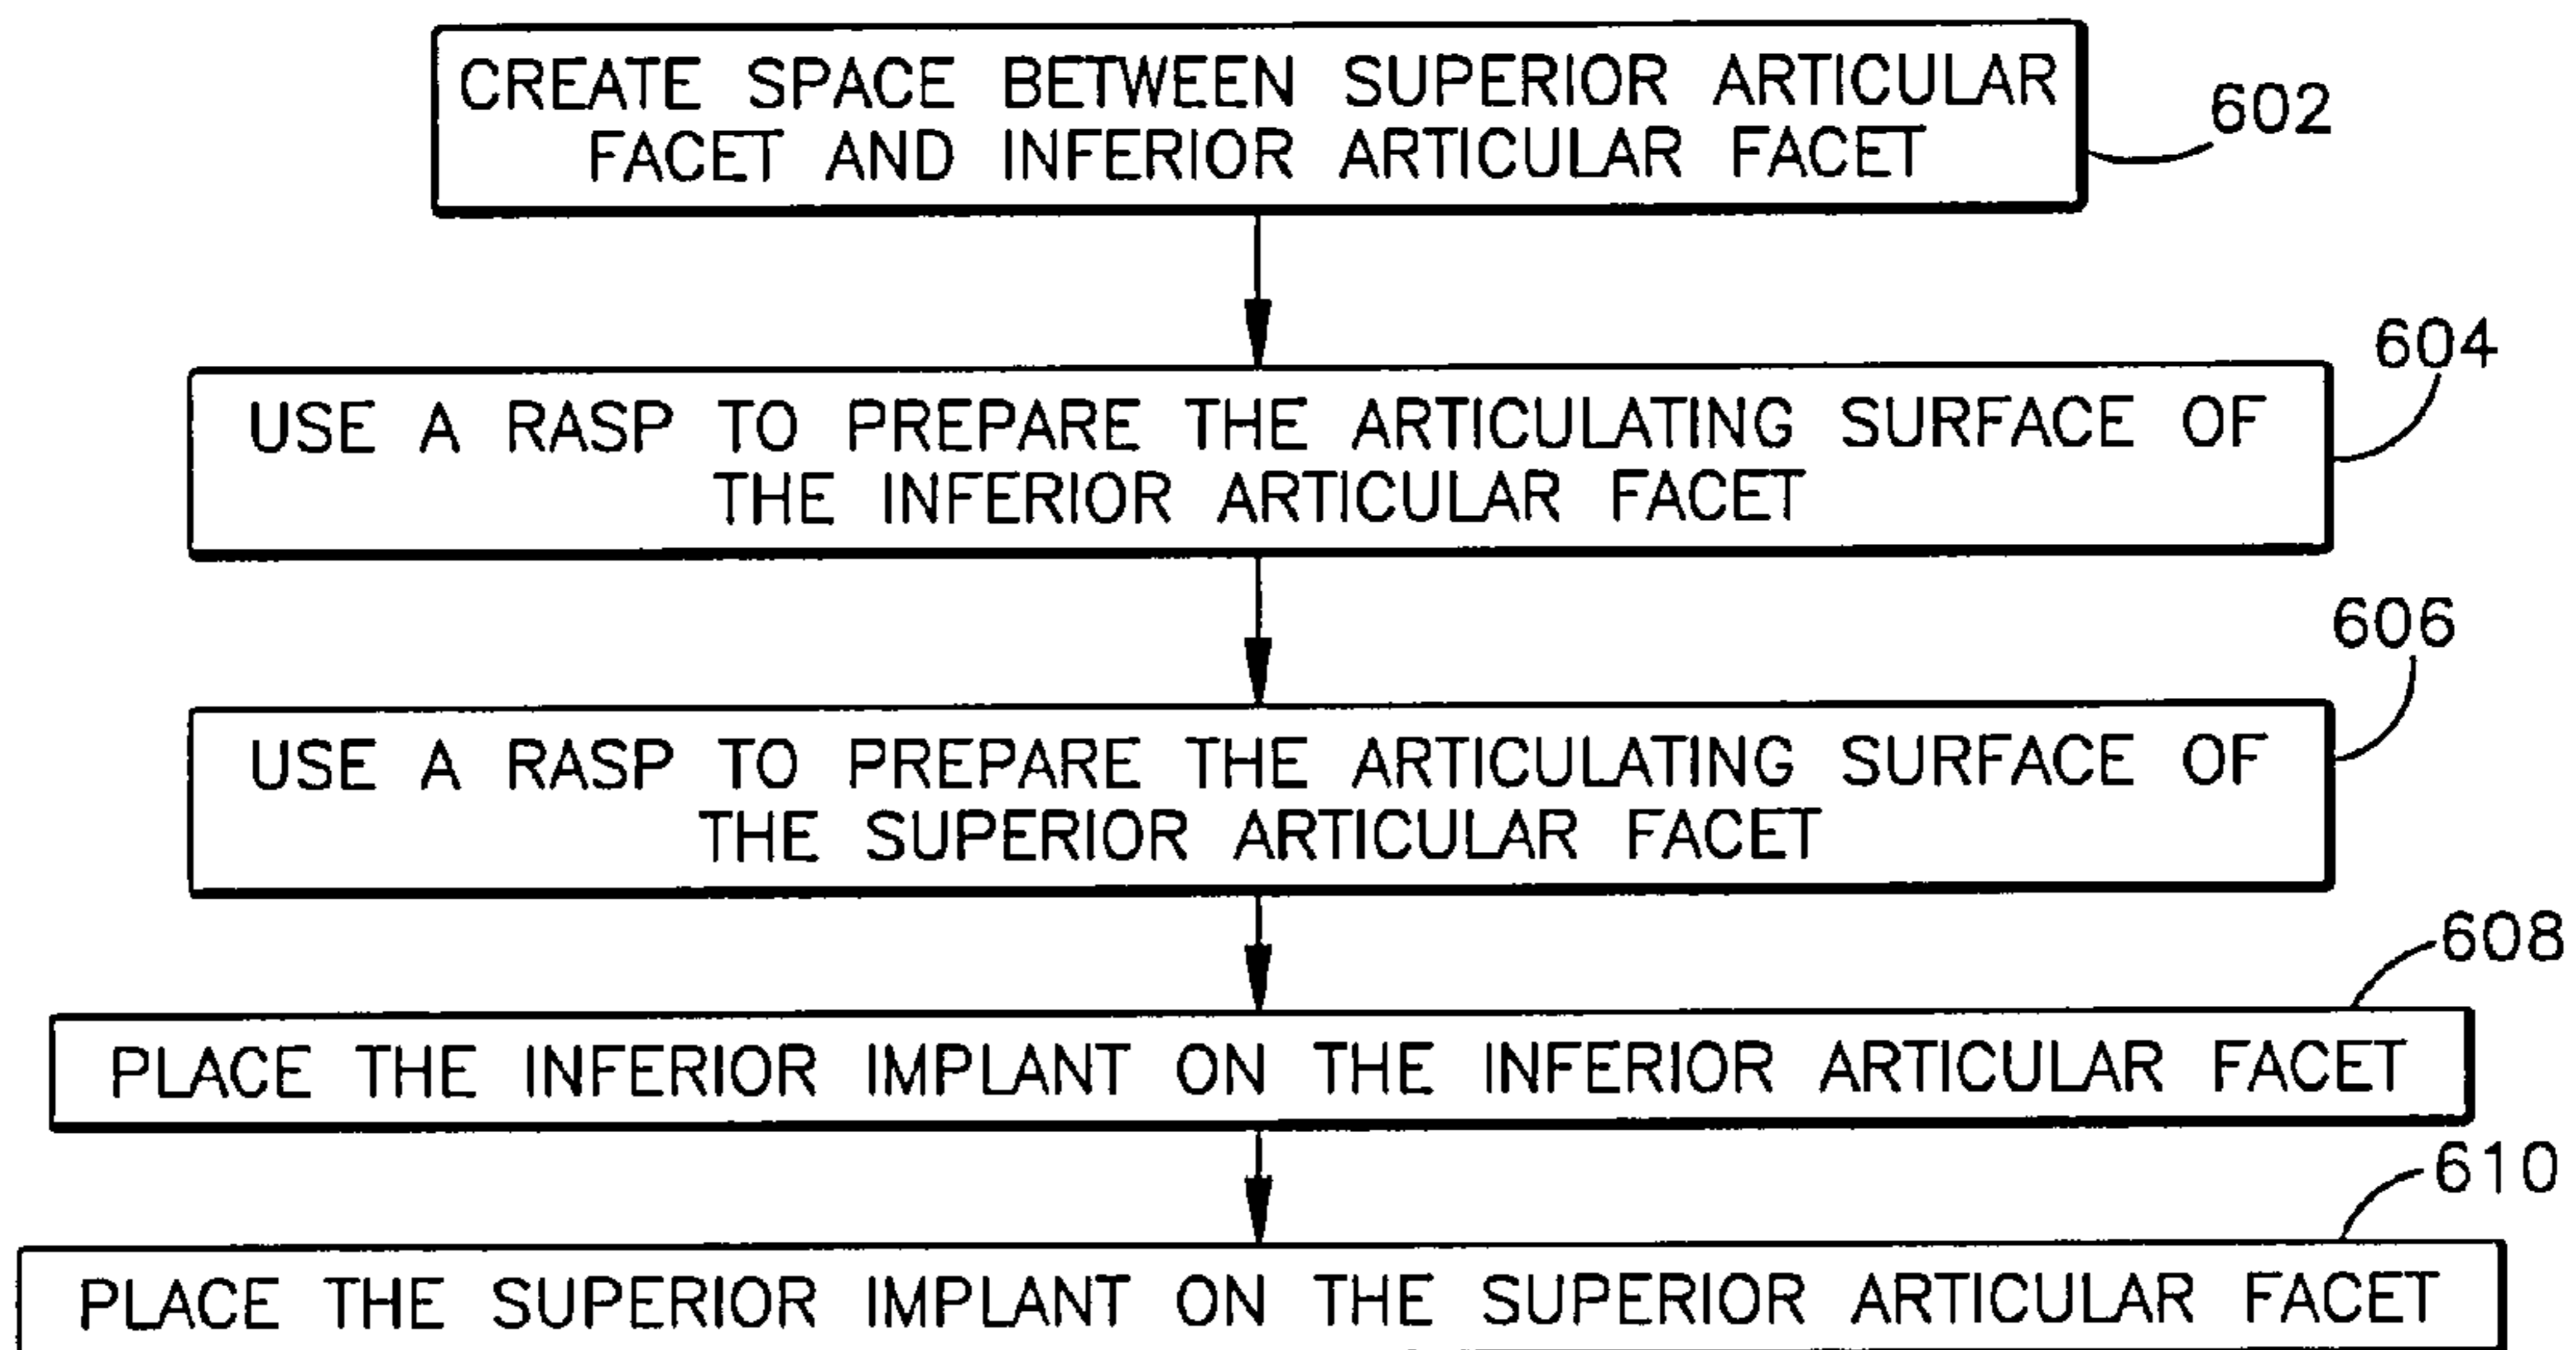 CREATE SPACE BETWEEN SUPERIOR ARTICULAR
FACET AND INFERIOR ARTICULAR FACET
602
604
USE A RASP TO PREPARE THE ARTICULATING SURFACE OF
THE INFERIOR ARTICULAR FACET
606
USE A RASP TO PREPARE THE ARTICULATING SURFACE OF
THE SUPERIOR ARTICULAR FACET
608
PLACE THE INFERIOR IMPLANT ON THE INFERIOR ARTICULAR FACET
610
PLACE THE SUPERIOR IMPLANT ON THE SUPERIOR ARTICULAR FACET